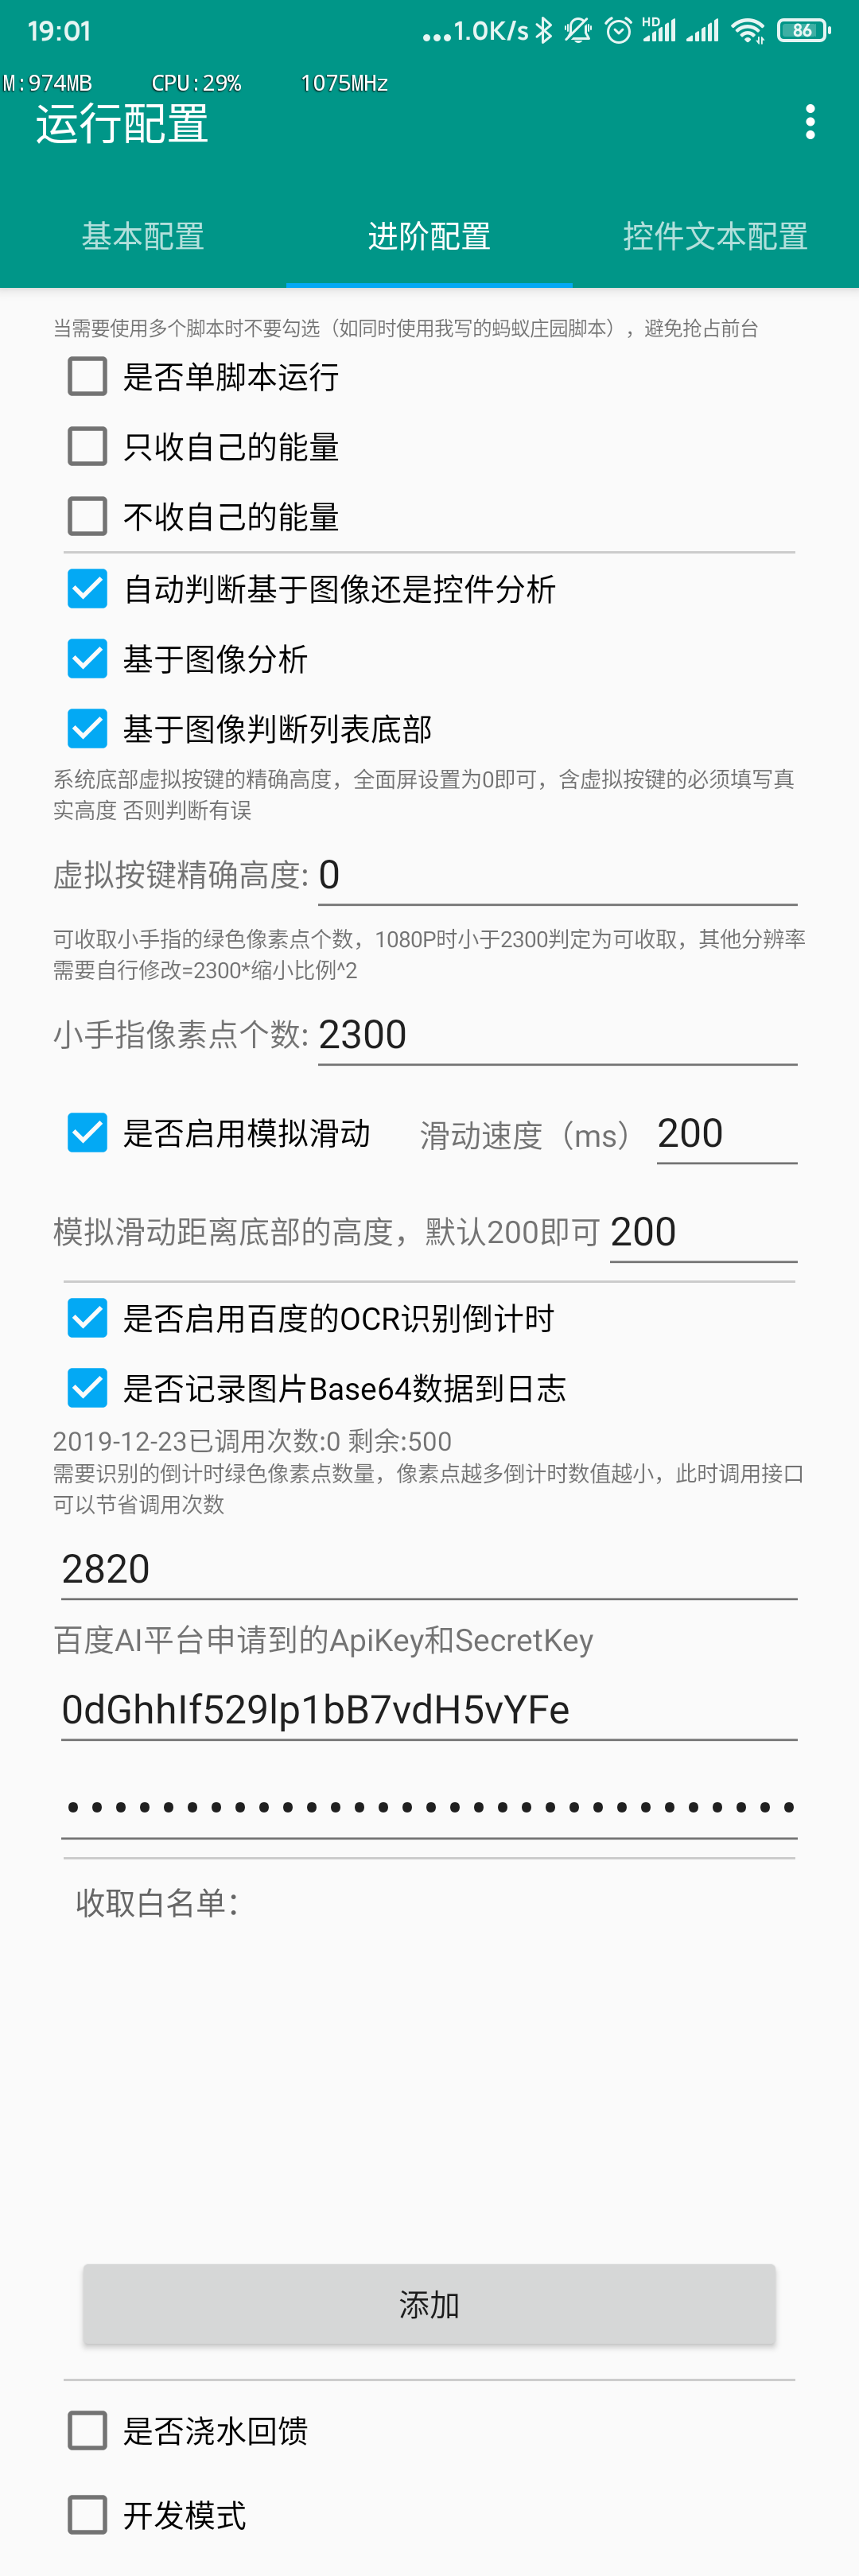 19:01
...1.0K/s HD 86
M:974MB CPU:29% 1075MHz
运行配置
基本配置 进阶配置 控件文本配置
当需要使用多个脚本时不要勾选（如同时使用我写的蚂蚁庄园脚本），避免抢占前台
是否单脚本运行
只收自己的能量
不收自己的能量
自动判断基于图像还是控件分析
基于图像分析
基于图像判断列表底部
系统底部虚拟按键的精确高度，全面屏设置为0即可，含虚拟按键的必须填写真
实高度 否则判断有误
虚拟按键精确高度: 0
可收取小手指的绿色像素点个数，1080P时小于2300判定为可收取，其他分辨率
需要自行修改=2300*缩小比例^2
小手指像素点个数: 2300
是否启用模拟滑动 滑动速度（ms） 200
模拟滑动距离底部的高度，默认200即可 200
是否启用百度的OCR识别倒计时
是否记录图片Base64数据到日志
2019-12-23已调用次数:0 剩余:500
需要识别的倒计时绿色像素点数量，像素点越多倒计时数值越小，此时调用接口
可以节省调用次数
2820
百度AI平台申请到的ApiKey和SecretKey
0dGhhIf529lp1bB7vdH5vYFe
收取白名单：
添加
是否浇水回馈
开发模式